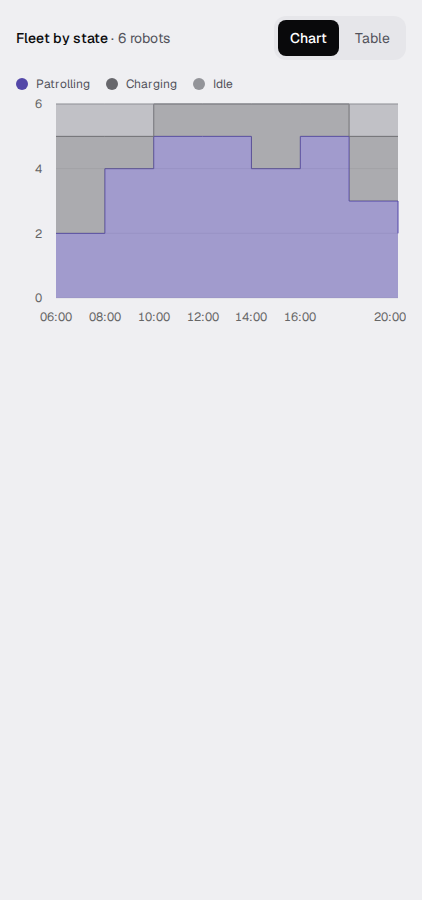 Fleet by state · 6 robots
Chart
Table
Patrolling
Charging
Idle
6
4
2
0
06:00 08:00 10:00 12:00 14:00 16:00 20:00